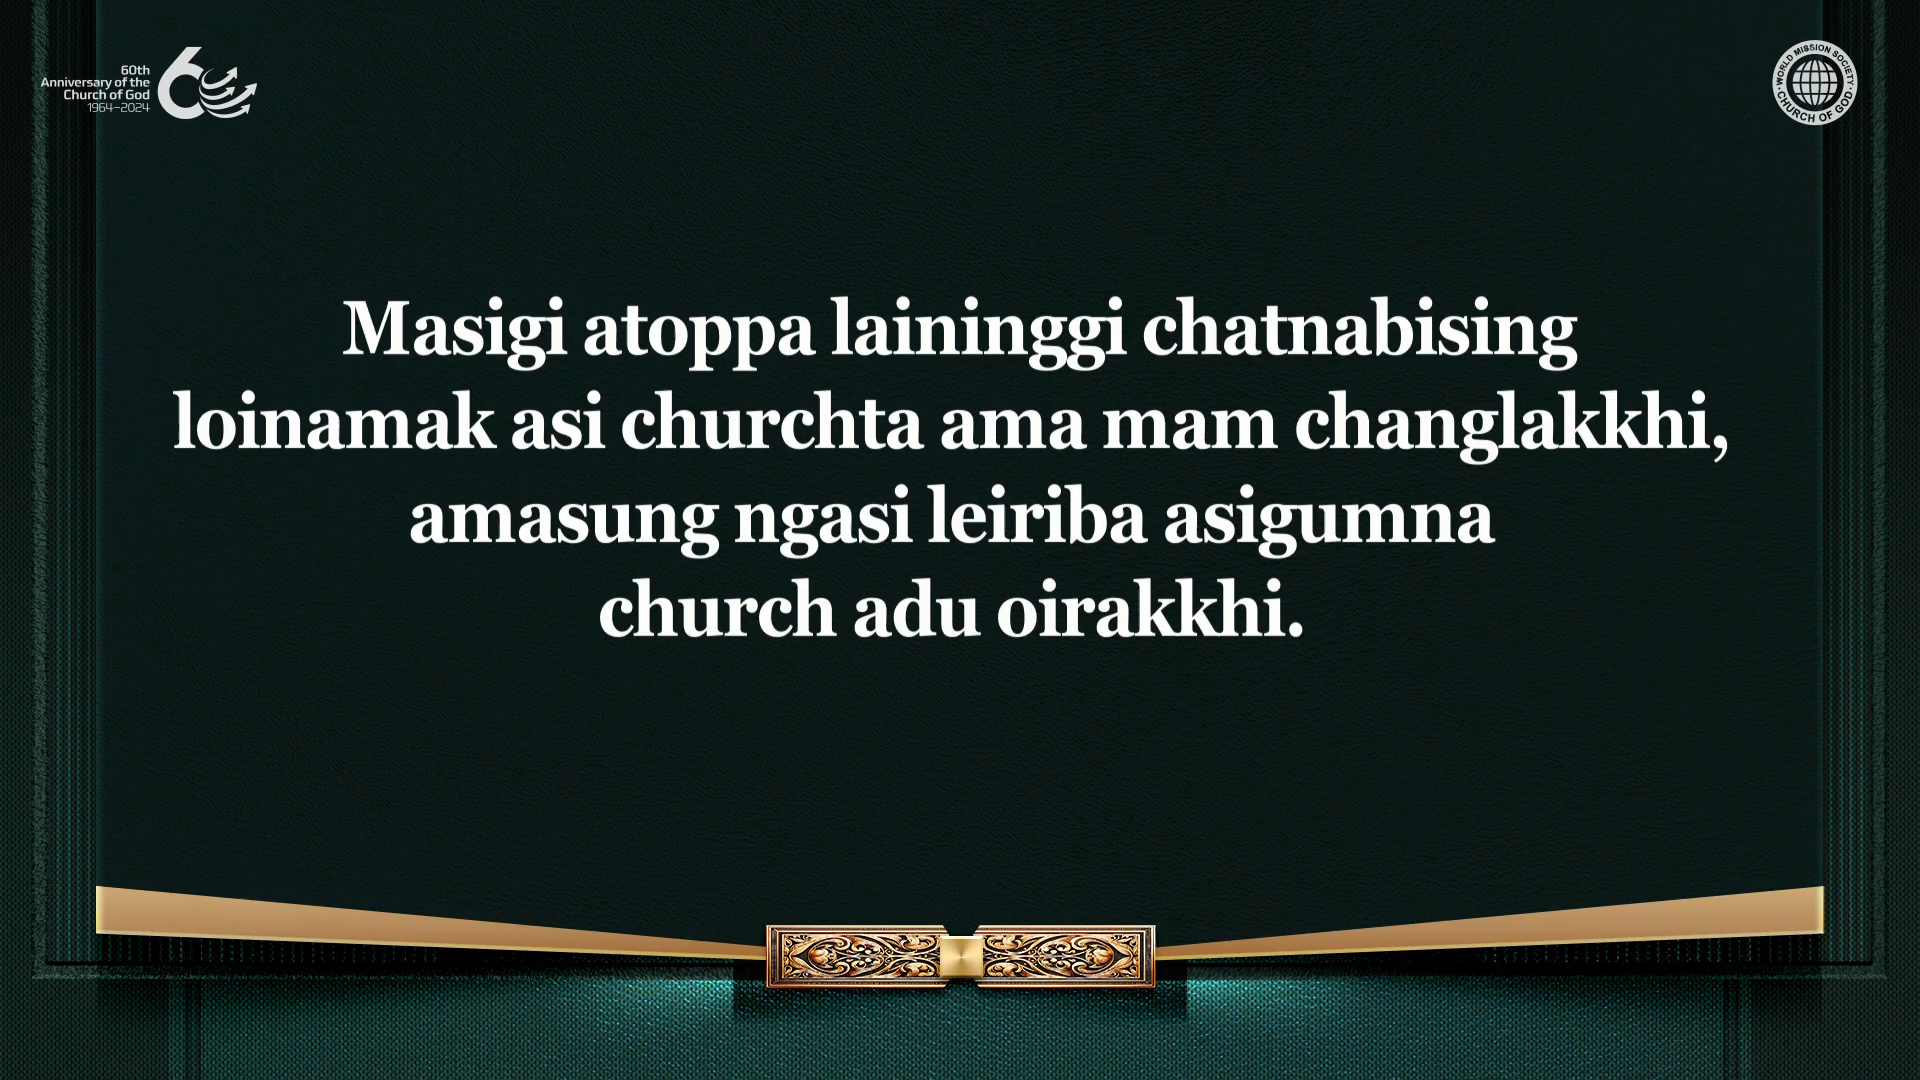 60th
Anniversary of the
Church of God
1964–2024
60
WORLD MISSION SOCIETY
CHURCH OF GOD
Masigi atoppa laininggi chatnabising
loinamak asi churchta ama mam changlakkhi,
amasung ngasi leiriba asigumna
church adu oirakkhi.